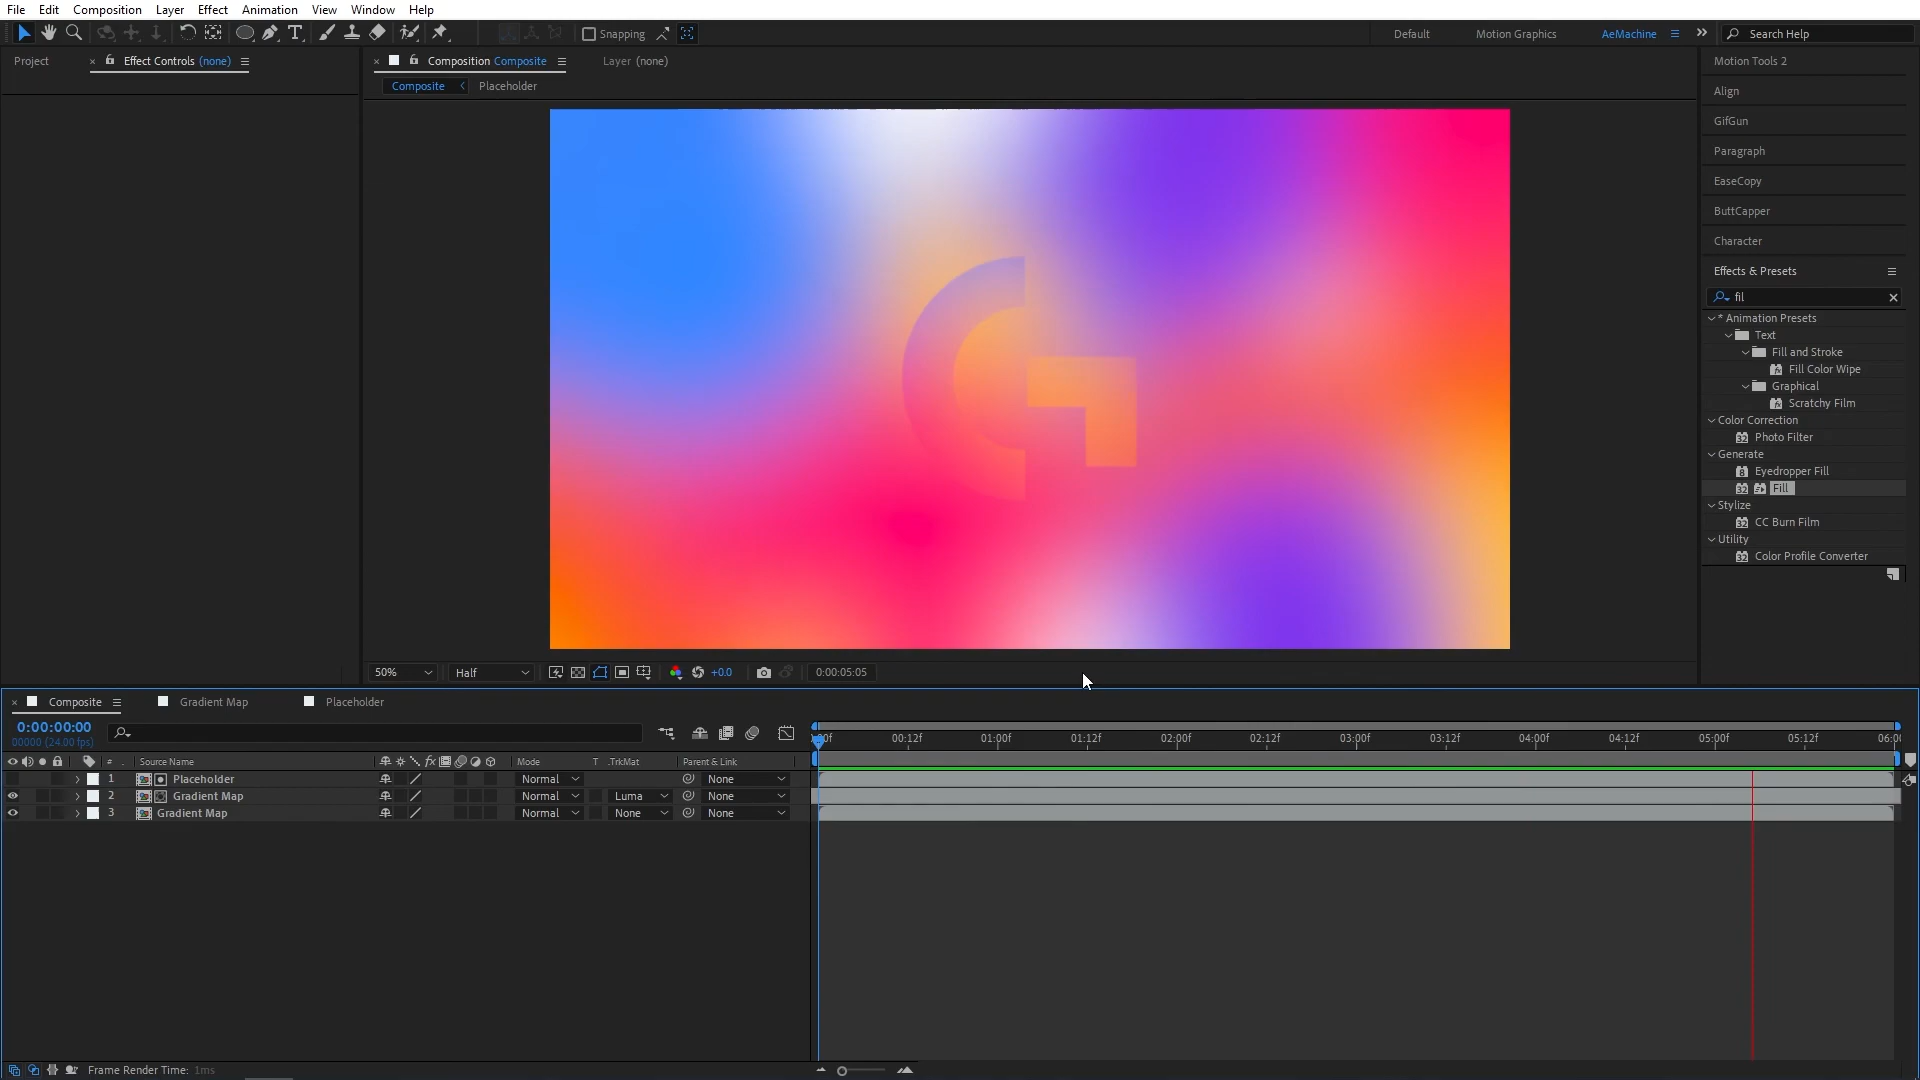 File Edit Composition Layer Effect Animation View Window Help
Snapping
Default Motion Graphics AeMachine Search Help
Project Effect Controls (none) Composition Composite Layer (none)
Composite Placeholder
Motion Tools 2
Align
GifGun
Paragraph
EaseCopy
ButtCapper
Character
Effects & Presets
fil
* Animation Presets
Text
Fill and Stroke
Fill Color Wipe
Graphical
Scratchy Film
Color Correction
Photo Filter
Generate
Eyedropper Fill
Fill
Stylize
CC Burn Film
Utility
Color Profile Converter
50% Half +0.0 0:00:05:05
Composite Gradient Map Placeholder
0:00:00:00
00000 (24.00 fps)
00:12f 01:00f 01:12f 02:00f 02:12f 03:00f 03:12f 04:00f 04:12f 05:00f 05:12f
# Source Name fx Mode T .TrkMat Parent & Link
1 Placeholder Normal None
2 Gradient Map Normal Luma None
3 Gradient Map Normal None None
Frame Render Time: 1ms